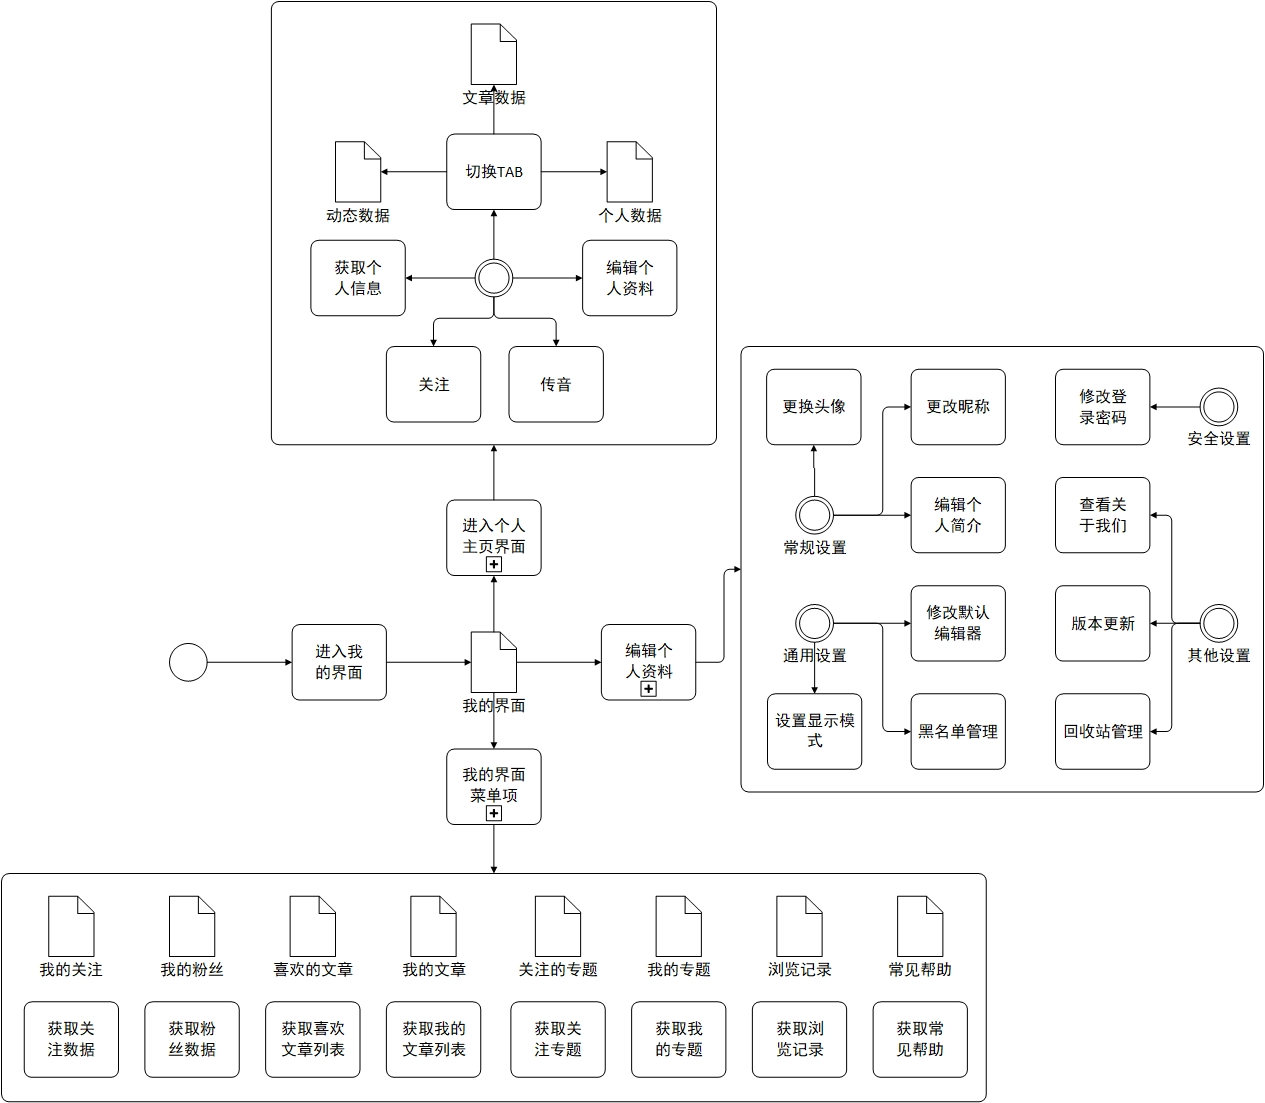 文章数据
切换TAB
动态数据
个人数据
获取个
人信息
编辑个
人资料
关注
传音
进入个人
主页界面
进入我
的界面
我的界面
编辑个
人资料
我的界面
菜单项
更换头像
更改昵称
修改登
录密码
安全设置
常规设置
编辑个
人简介
查看关
于我们
通用设置
修改默认
编辑器
版本更新
其他设置
设置显示模
式
黑名单管理
回收站管理
我的关注
我的粉丝
喜欢的文章
我的文章
关注的专题
我的专题
浏览记录
常见帮助
获取关
注数据
获取粉
丝数据
获取喜欢
文章列表
获取我的
文章列表
获取关
注专题
获取我
的专题
获取浏
览记录
获取常
见帮助